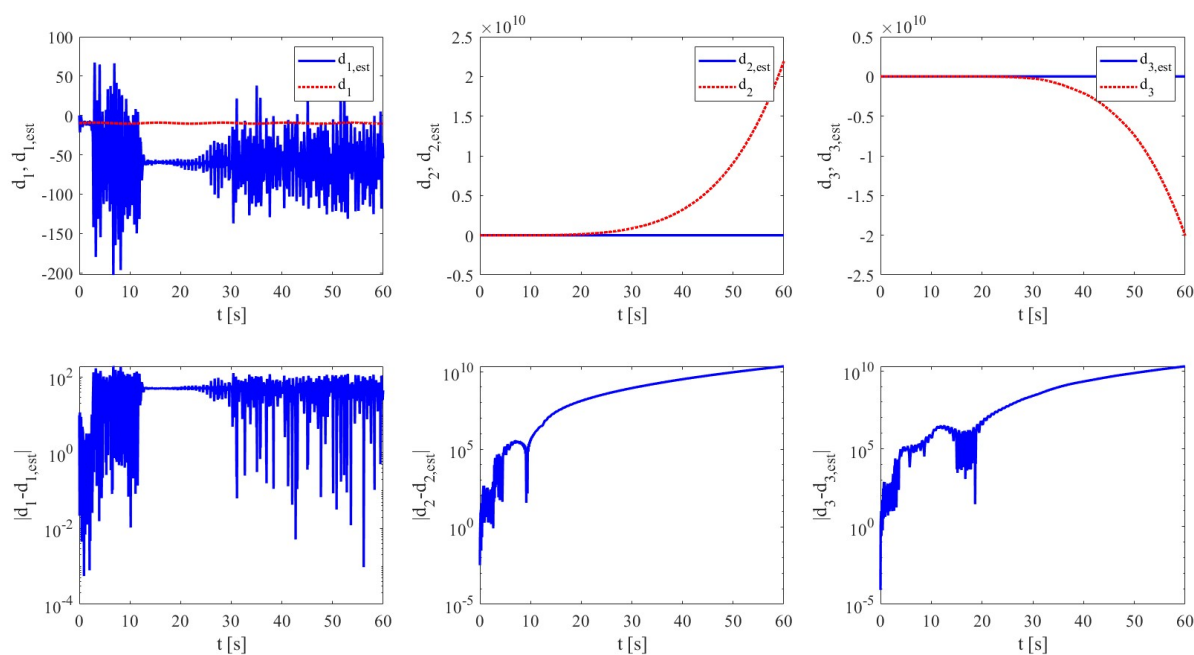 100
50
0
-50
-100
-150
-200
0 10 20 30 40 50 60
t [s]
d1, d1,est
d1,est
d1
×10^10
2.5
2
1.5
1
0.5
0
-0.5
0 10 20 30 40 50 60
t [s]
d2, d2,est
d2,est
d2
×10^10
0.5
0
-0.5
-1
-1.5
-2
-2.5
0 10 20 30 40 50 60
t [s]
d3, d3,est
d3,est
d3
10^2
10^0
10^-2
10^-4
0 10 20 30 40 50 60
t [s]
|d1-d1,est|
10^10
10^5
10^0
10^-5
0 10 20 30 40 50 60
t [s]
|d2-d2,est|
10^10
10^5
10^0
10^-5
0 10 20 30 40 50 60
t [s]
|d3-d3,est|